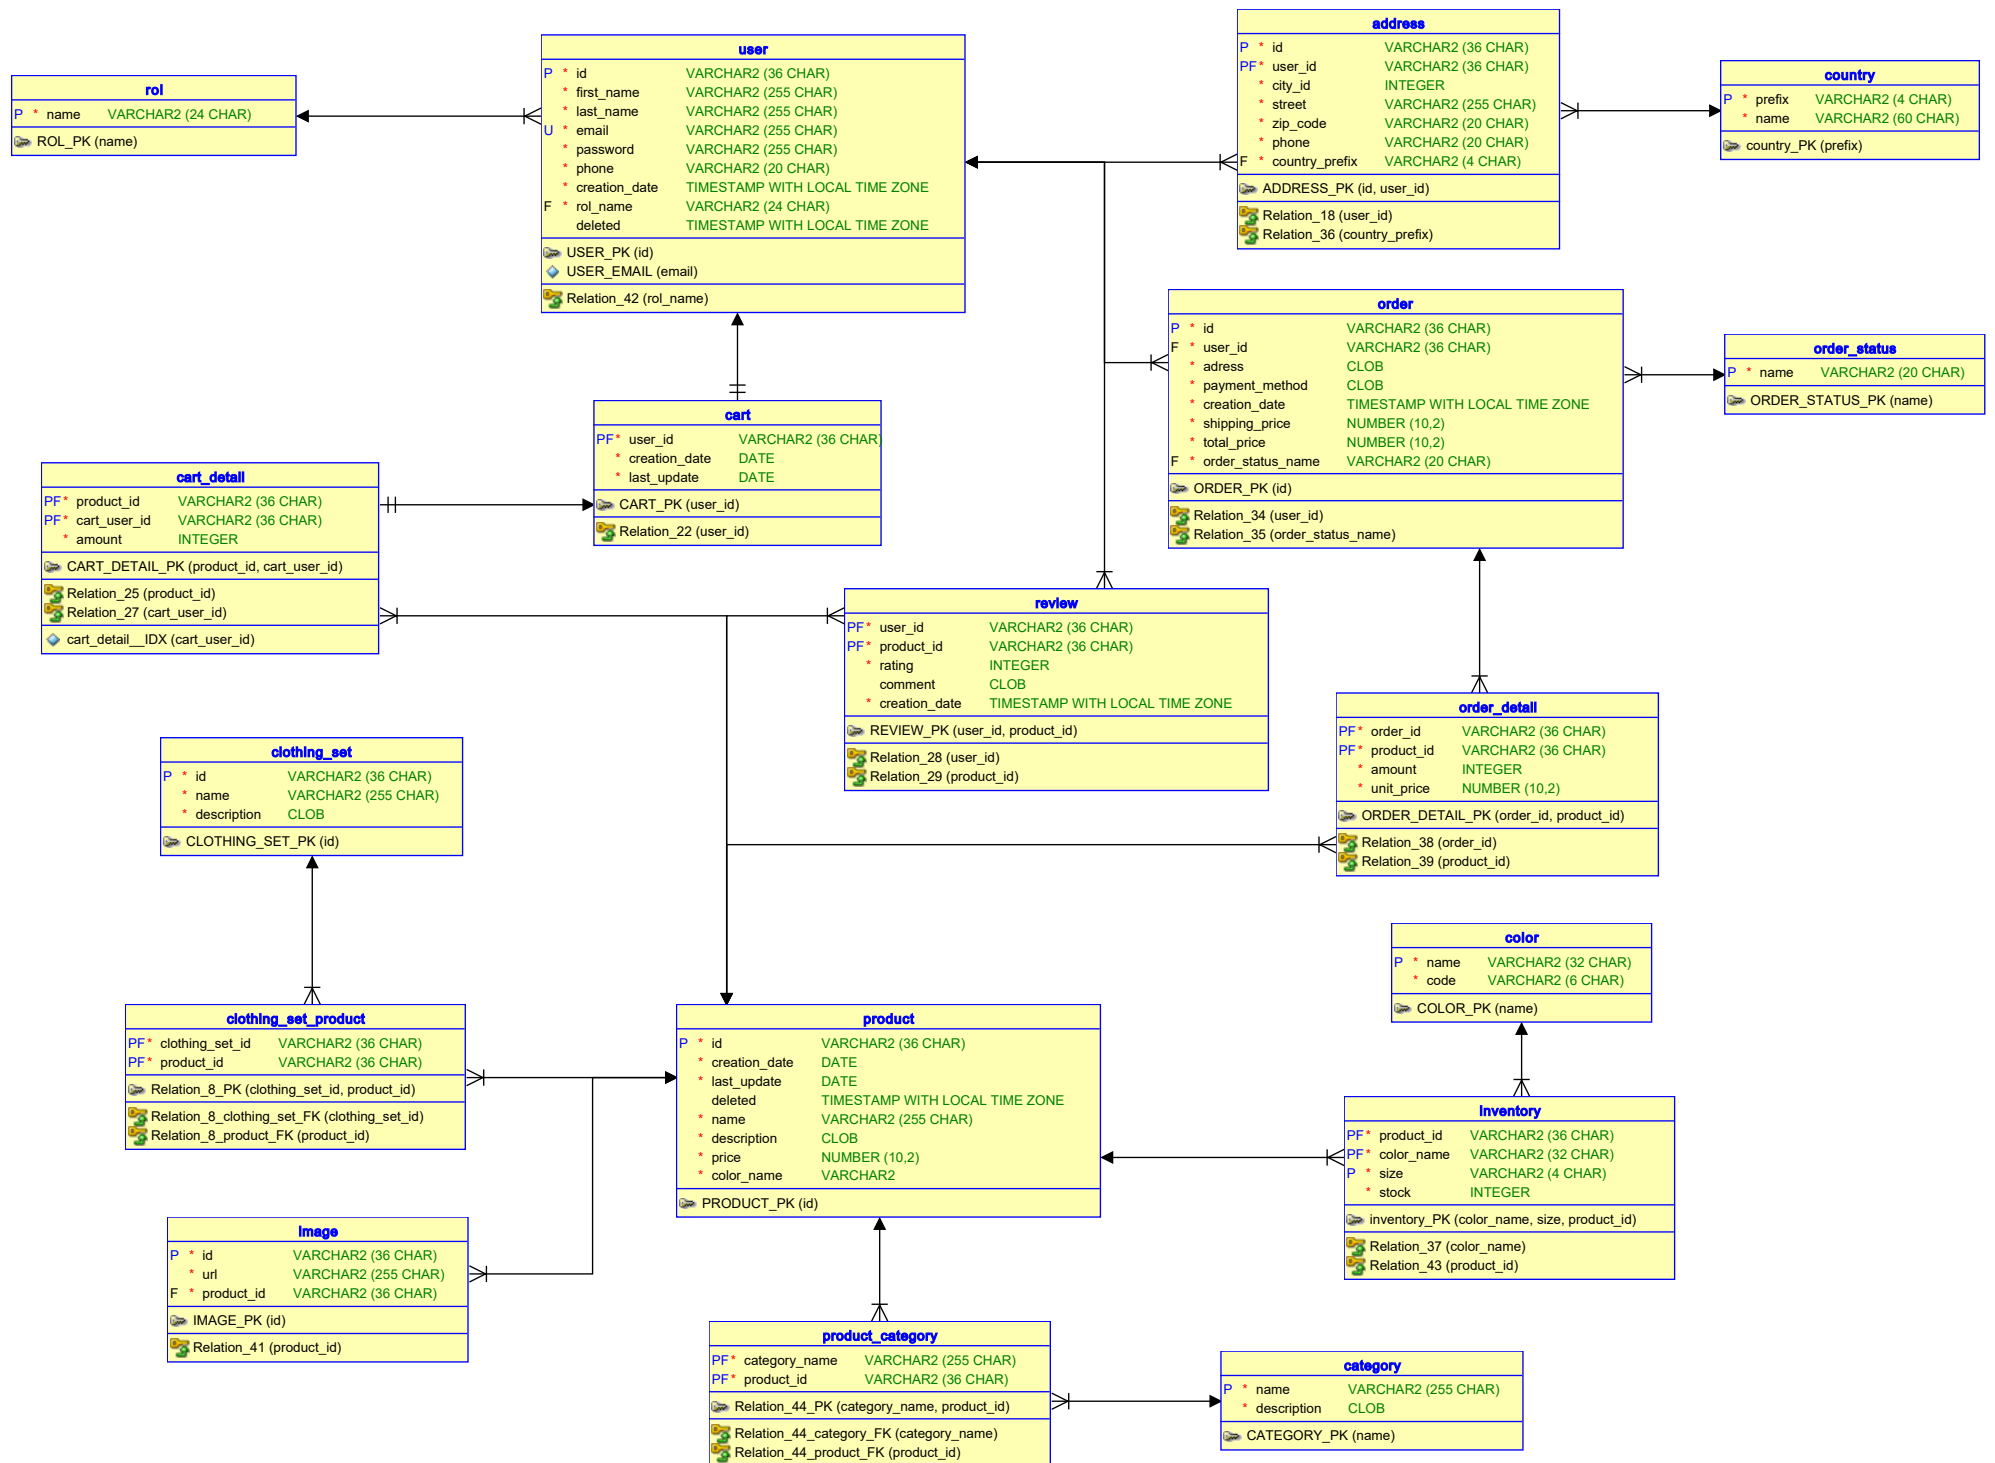 rol
P * name VARCHAR2 (24 CHAR)
ROL_PK (name)
user
P * id VARCHAR2 (36 CHAR)
* first_name VARCHAR2 (255 CHAR)
* last_name VARCHAR2 (255 CHAR)
U * email VARCHAR2 (255 CHAR)
* password VARCHAR2 (255 CHAR)
* phone VARCHAR2 (20 CHAR)
* creation_date TIMESTAMP WITH LOCAL TIME ZONE
F * rol_name VARCHAR2 (24 CHAR)
deleted TIMESTAMP WITH LOCAL TIME ZONE
USER_PK (id)
USER_EMAIL (email)
Relation_42 (rol_name)
address
P * id VARCHAR2 (36 CHAR)
PF* user_id VARCHAR2 (36 CHAR)
* city_id INTEGER
* street VARCHAR2 (255 CHAR)
* zip_code VARCHAR2 (20 CHAR)
* phone VARCHAR2 (20 CHAR)
F * country_prefix VARCHAR2 (4 CHAR)
ADDRESS_PK (id, user_id)
Relation_18 (user_id)
Relation_36 (country_prefix)
country
P * prefix VARCHAR2 (4 CHAR)
* name VARCHAR2 (60 CHAR)
country_PK (prefix)
order
P * id VARCHAR2 (36 CHAR)
F * user_id VARCHAR2 (36 CHAR)
* adress CLOB
* payment_method CLOB
* creation_date TIMESTAMP WITH LOCAL TIME ZONE
* shipping_price NUMBER (10,2)
* total_price NUMBER (10,2)
F * order_status_name VARCHAR2 (20 CHAR)
ORDER_PK (id)
Relation_34 (user_id)
Relation_35 (order_status_name)
order_status
P * name VARCHAR2 (20 CHAR)
ORDER_STATUS_PK (name)
cart
PF* user_id VARCHAR2 (36 CHAR)
* creation_date DATE
* last_update DATE
CART_PK (user_id)
Relation_22 (user_id)
cart_detail
PF* product_id VARCHAR2 (36 CHAR)
PF* cart_user_id VARCHAR2 (36 CHAR)
* amount INTEGER
CART_DETAIL_PK (product_id, cart_user_id)
Relation_25 (product_id)
Relation_27 (cart_user_id)
cart_detail__IDX (cart_user_id)
review
PF* user_id VARCHAR2 (36 CHAR)
PF* product_id VARCHAR2 (36 CHAR)
* rating INTEGER
comment CLOB
* creation_date TIMESTAMP WITH LOCAL TIME ZONE
REVIEW_PK (user_id, product_id)
Relation_28 (user_id)
Relation_29 (product_id)
order_detail
PF* order_id VARCHAR2 (36 CHAR)
PF* product_id VARCHAR2 (36 CHAR)
* amount INTEGER
* unit_price NUMBER (10,2)
ORDER_DETAIL_PK (order_id, product_id)
Relation_38 (order_id)
Relation_39 (product_id)
clothing_set
P * id VARCHAR2 (36 CHAR)
* name VARCHAR2 (255 CHAR)
* description CLOB
CLOTHING_SET_PK (id)
color
P * name VARCHAR2 (32 CHAR)
* code VARCHAR2 (6 CHAR)
COLOR_PK (name)
clothing_set_product
PF* clothing_set_id VARCHAR2 (36 CHAR)
PF* product_id VARCHAR2 (36 CHAR)
Relation_8_PK (clothing_set_id, product_id)
Relation_8_clothing_set_FK (clothing_set_id)
Relation_8_product_FK (product_id)
product
P * id VARCHAR2 (36 CHAR)
* creation_date DATE
* last_update DATE
deleted TIMESTAMP WITH LOCAL TIME ZONE
* name VARCHAR2 (255 CHAR)
* description CLOB
* price NUMBER (10,2)
* color_name VARCHAR2
PRODUCT_PK (id)
inventory
PF* product_id VARCHAR2 (36 CHAR)
PF* color_name VARCHAR2 (32 CHAR)
P * size VARCHAR2 (4 CHAR)
* stock INTEGER
inventory_PK (color_name, size, product_id)
Relation_37 (color_name)
Relation_43 (product_id)
image
P * id VARCHAR2 (36 CHAR)
* url VARCHAR2 (255 CHAR)
F * product_id VARCHAR2 (36 CHAR)
IMAGE_PK (id)
Relation_41 (product_id)
product_category
PF* category_name VARCHAR2 (255 CHAR)
PF* product_id VARCHAR2 (36 CHAR)
Relation_44_PK (category_name, product_id)
Relation_44_category_FK (category_name)
Relation_44_product_FK (product_id)
category
P * name VARCHAR2 (255 CHAR)
* description CLOB
CATEGORY_PK (name)